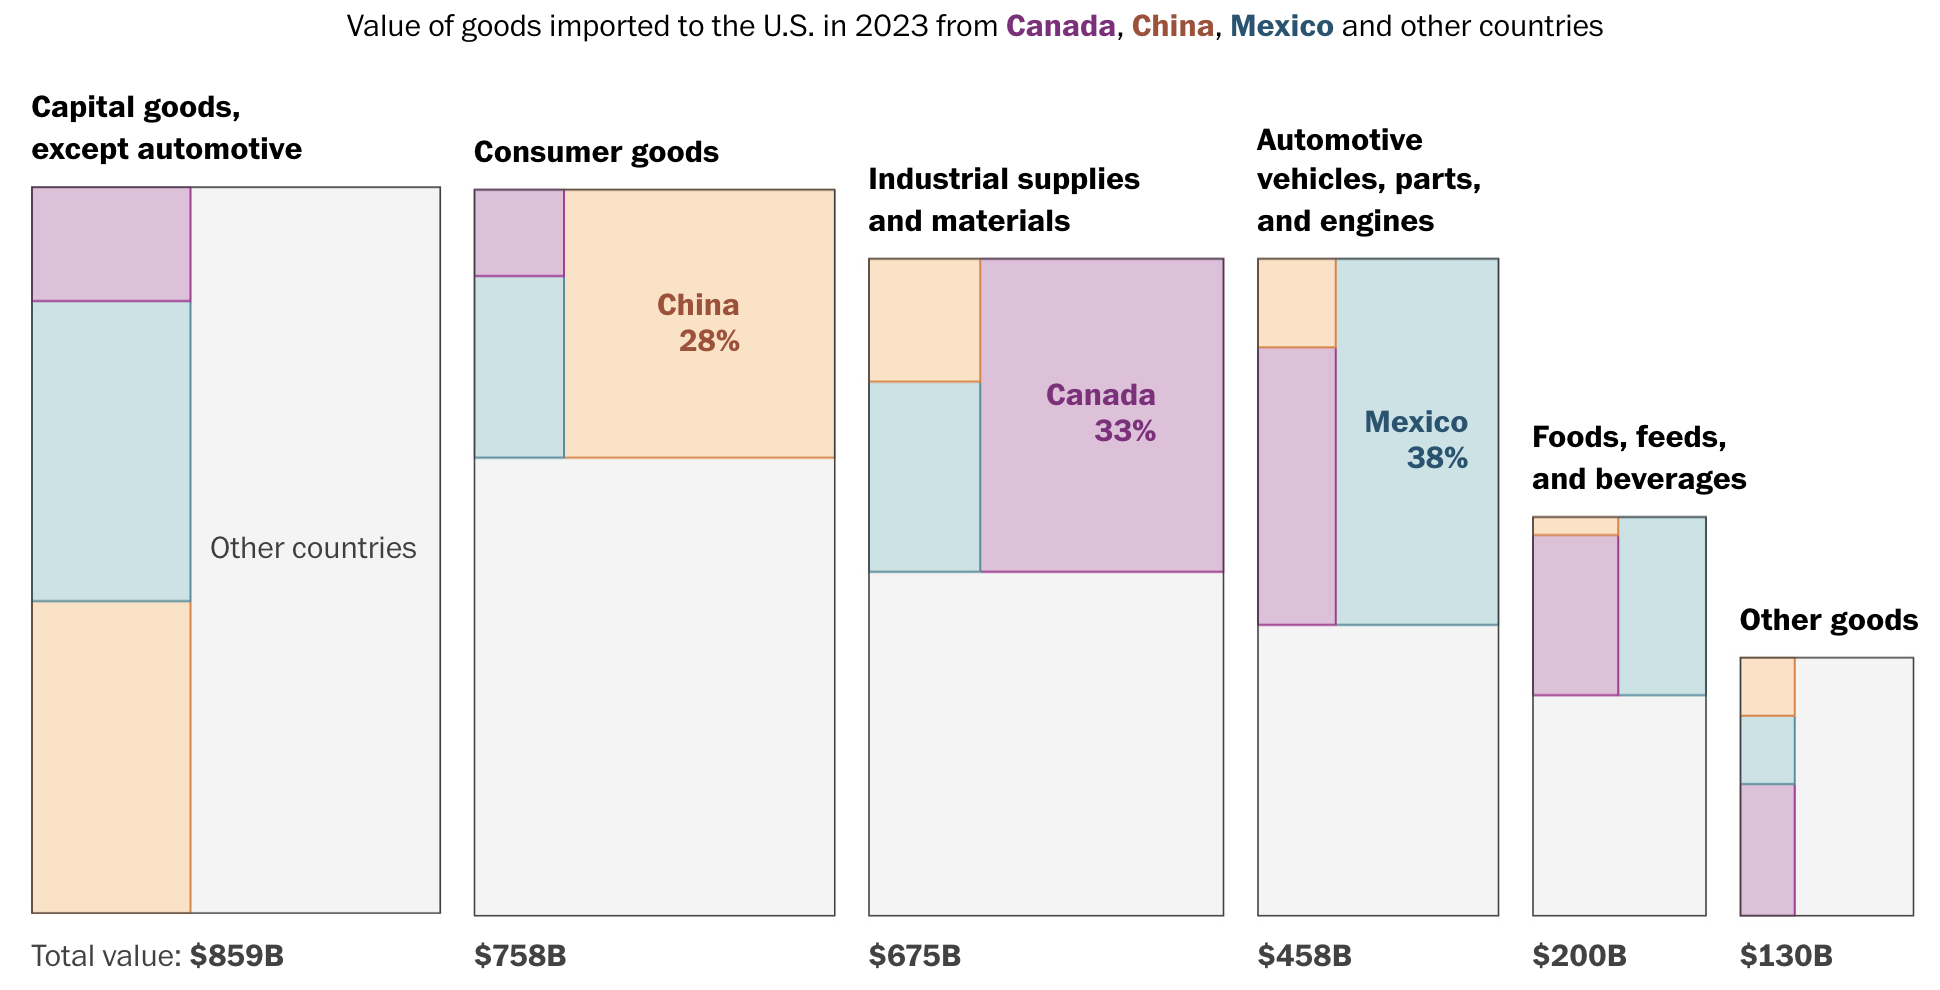 Value of goods imported to the U.S. in 2023 from Canada, China, Mexico and other countries
Capital goods,
except automotive
Other countries
Total value: $859B
Consumer goods
China
28%
$758B
Industrial supplies
and materials
Canada
33%
$675B
Automotive
vehicles, parts,
and engines
Mexico
38%
$458B
Foods, feeds,
and beverages
$200B
Other goods
$130B